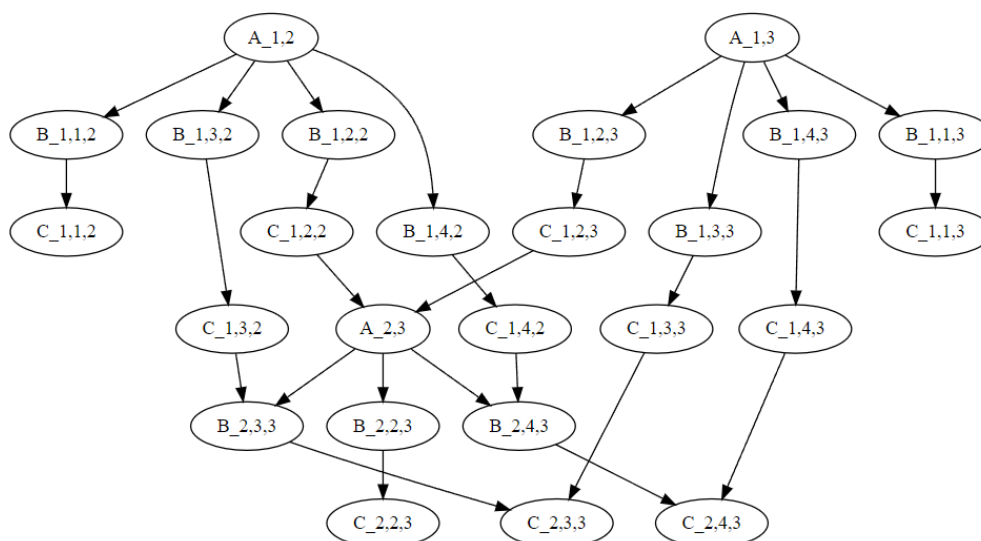 A_1,2
A_1,3
B_1,1,2
B_1,3,2
B_1,2,2
B_1,2,3
B_1,4,3
B_1,1,3
C_1,1,2
C_1,2,2
B_1,4,2
C_1,2,3
B_1,3,3
C_1,1,3
C_1,3,2
A_2,3
C_1,4,2
C_1,3,3
C_1,4,3
B_2,3,3
B_2,2,3
B_2,4,3
C_2,2,3
C_2,3,3
C_2,4,3